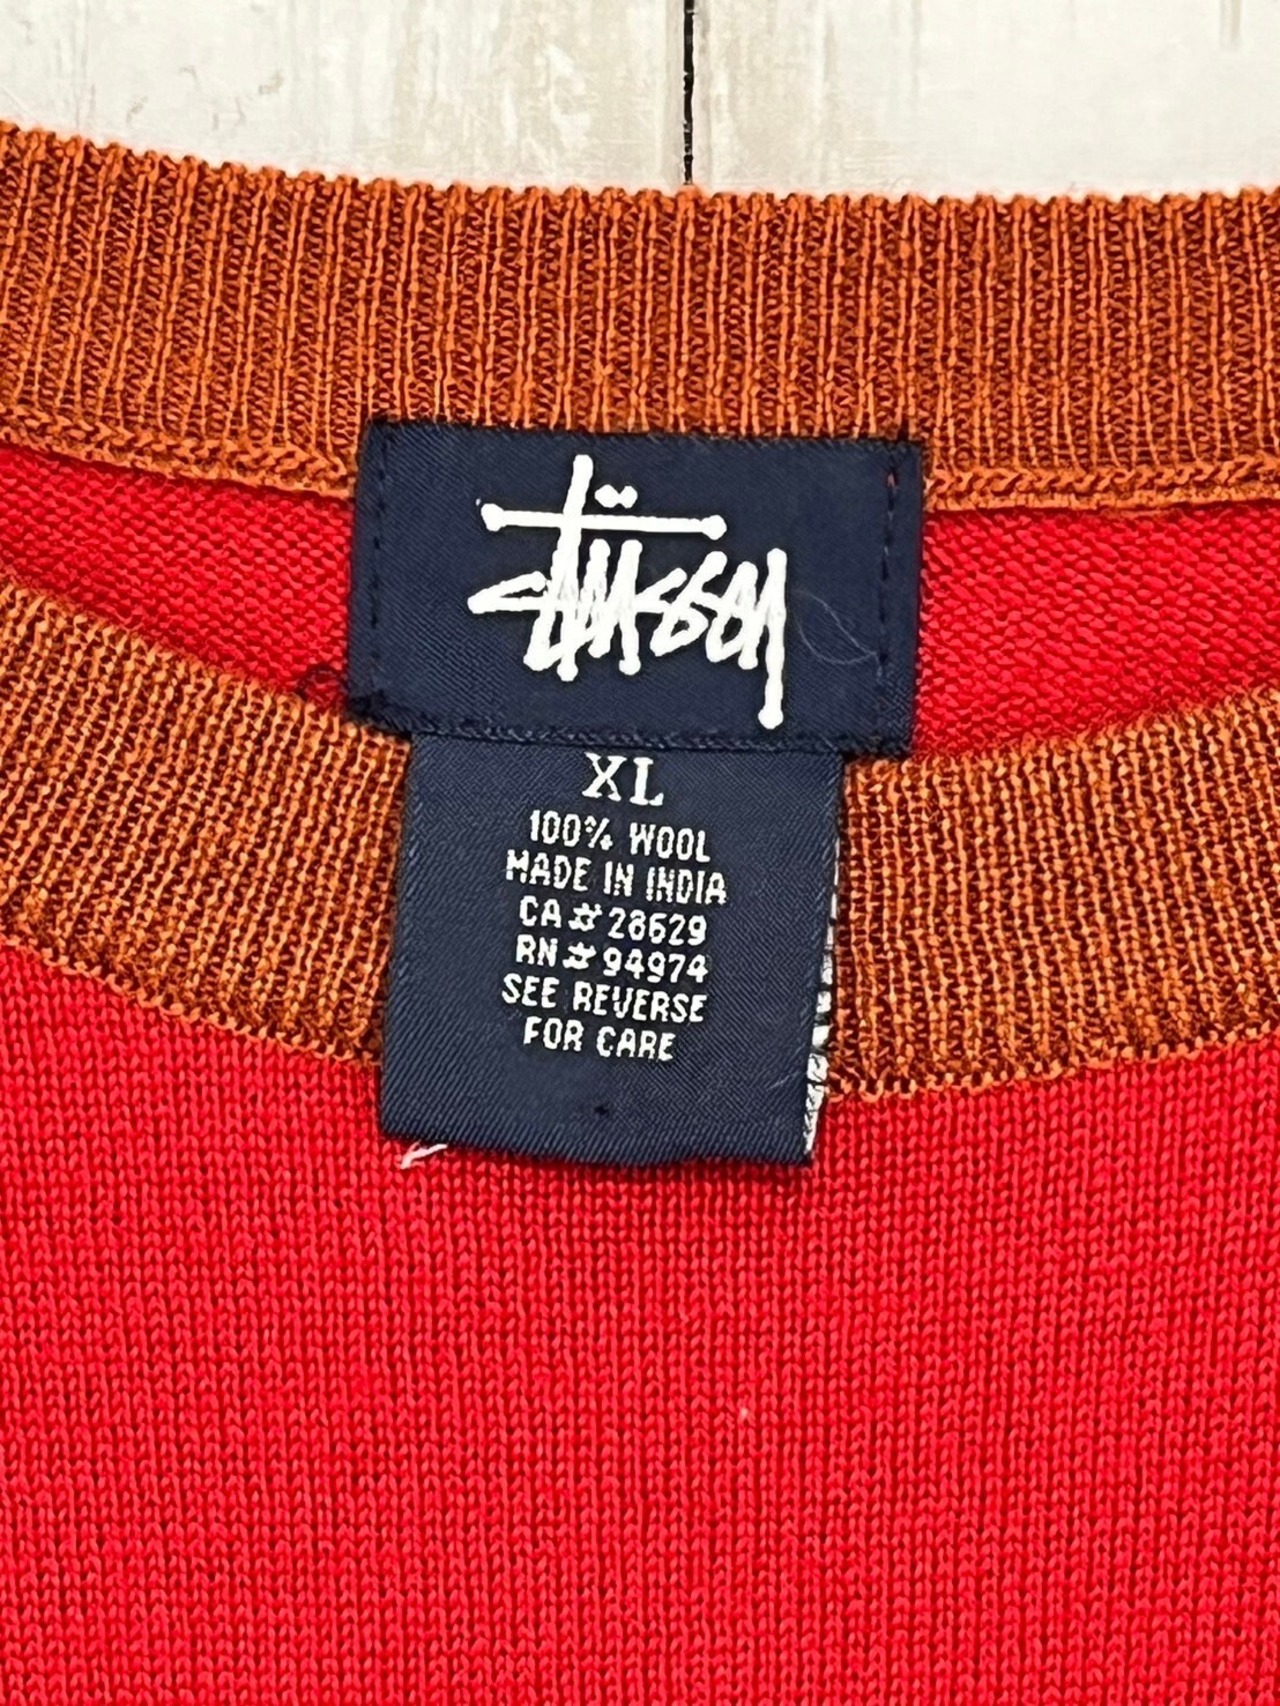 Stüssy
XL
100% WOOL
MADE IN INDIA
CA#28629
RN#94974
SEE REVERSE
FOR CARE